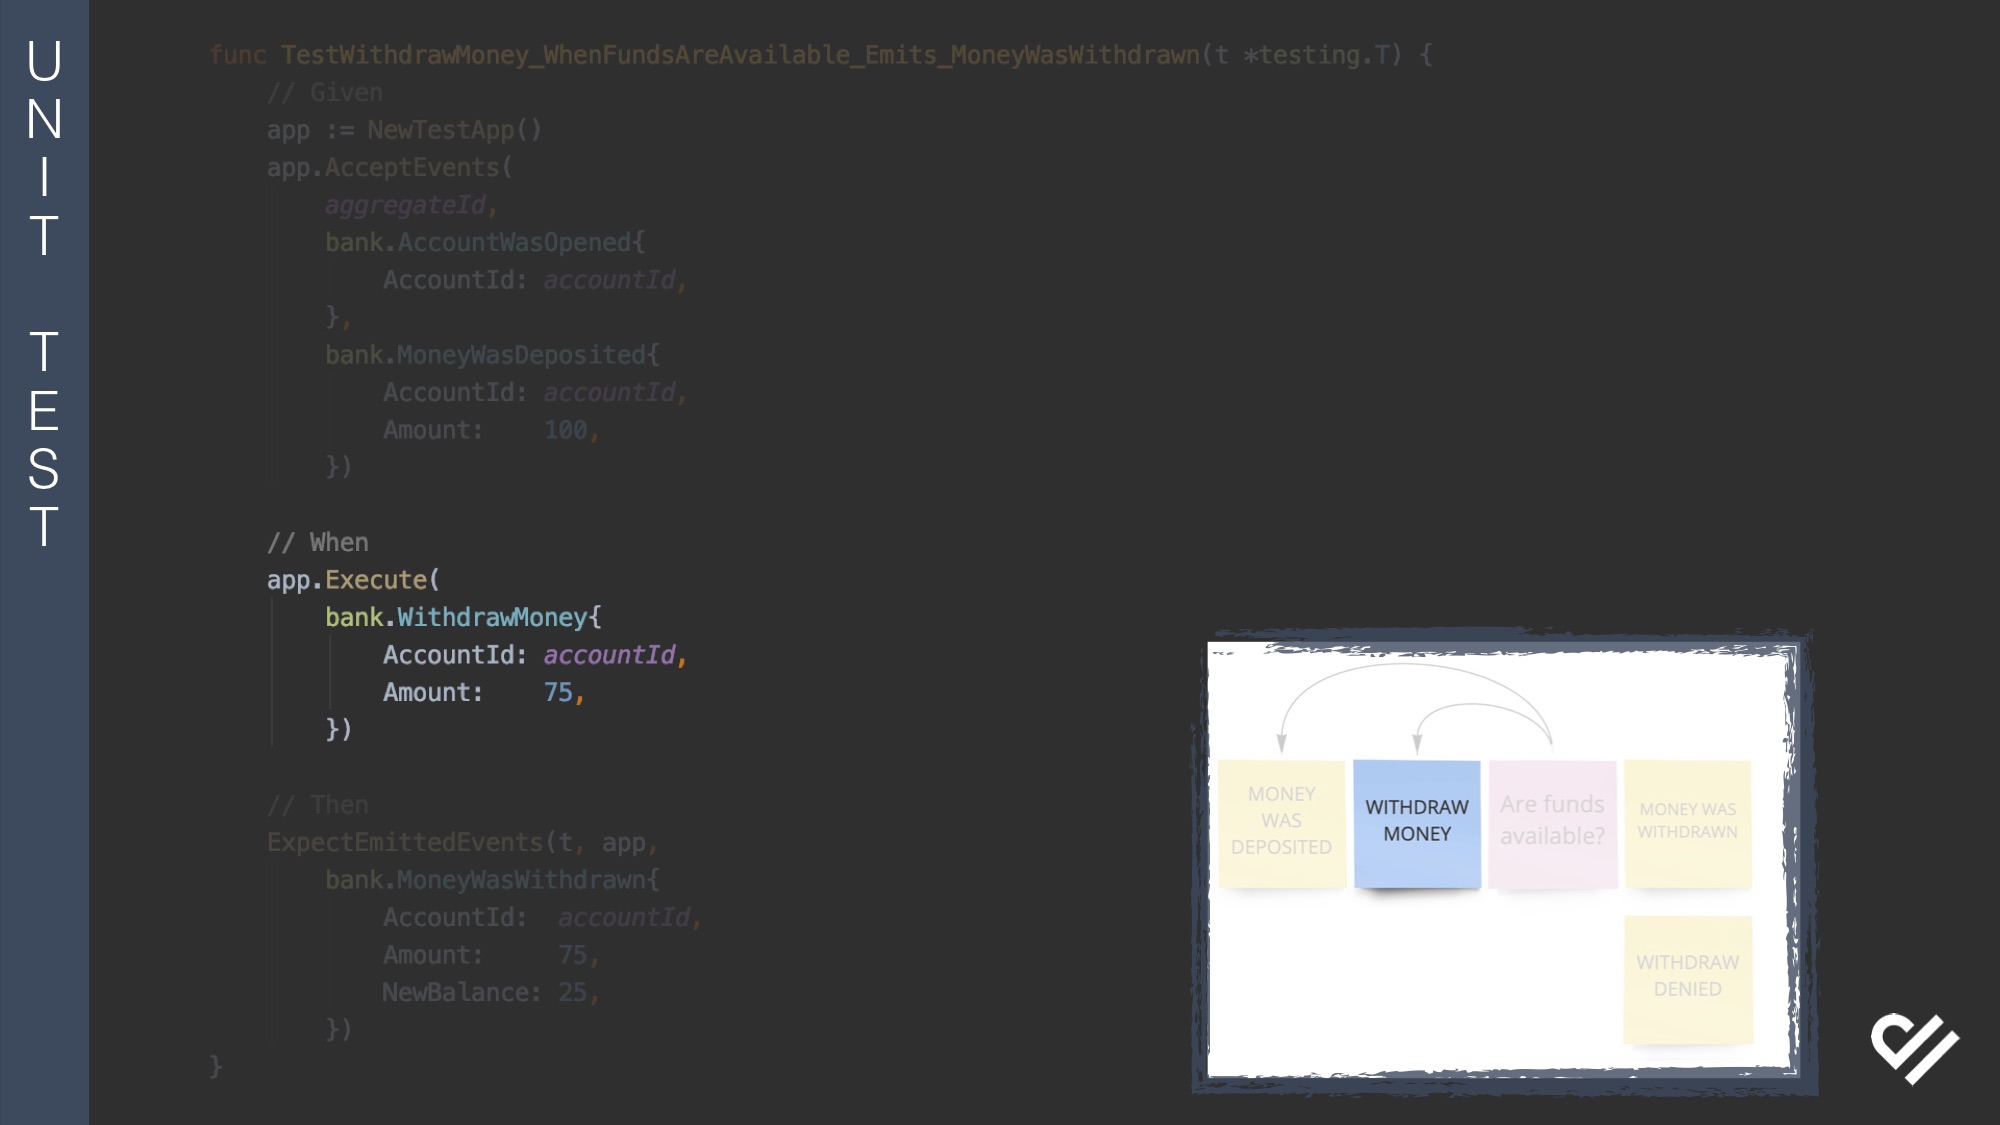 UNIT TEST
func TestWithdrawMoney_WhenFundsAreAvailable_Emits_MoneyWasWithdrawn(t *testing.T) {
// Given
app := NewTestApp()
app.AcceptEvents(
aggregateId,
bank.AccountWasOpened{
AccountId: accountId,
},
bank.MoneyWasDeposited{
AccountId: accountId,
Amount: 100,
})
// When
app.Execute(
bank.WithdrawMoney{
AccountId: accountId,
Amount: 75,
})
// Then
ExpectEmittedEvents(t, app,
bank.MoneyWasWithdrawn{
AccountId: accountId,
Amount: 75,
NewBalance: 25,
})
}
MONEY
WAS
DEPOSITED
WITHDRAW
MONEY
Are funds
available?
MONEY WAS
WITHDRAWN
WITHDRAW
DENIED